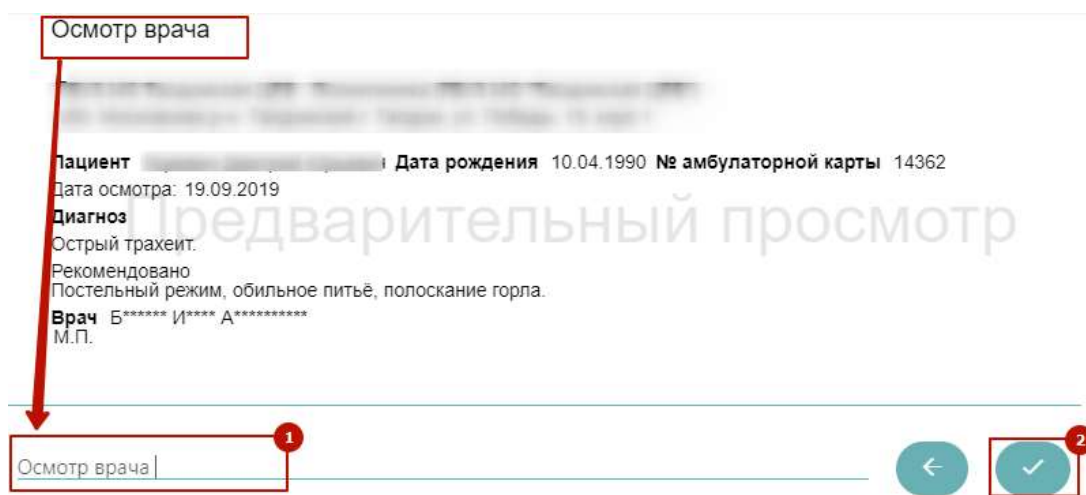 Осмотр врача
Пациент Дата рождения 10.04.1990 № амбулаторной карты 14362
Дата осмотра: 19.09.2019
Предварительный просмотр
Диагноз
Острый трахеит.
Рекомендовано
Постельный режим, обильное питьё, полоскание горла.
Врач Б****** И**** А**********
М.П.
1
2
Осмотр врача